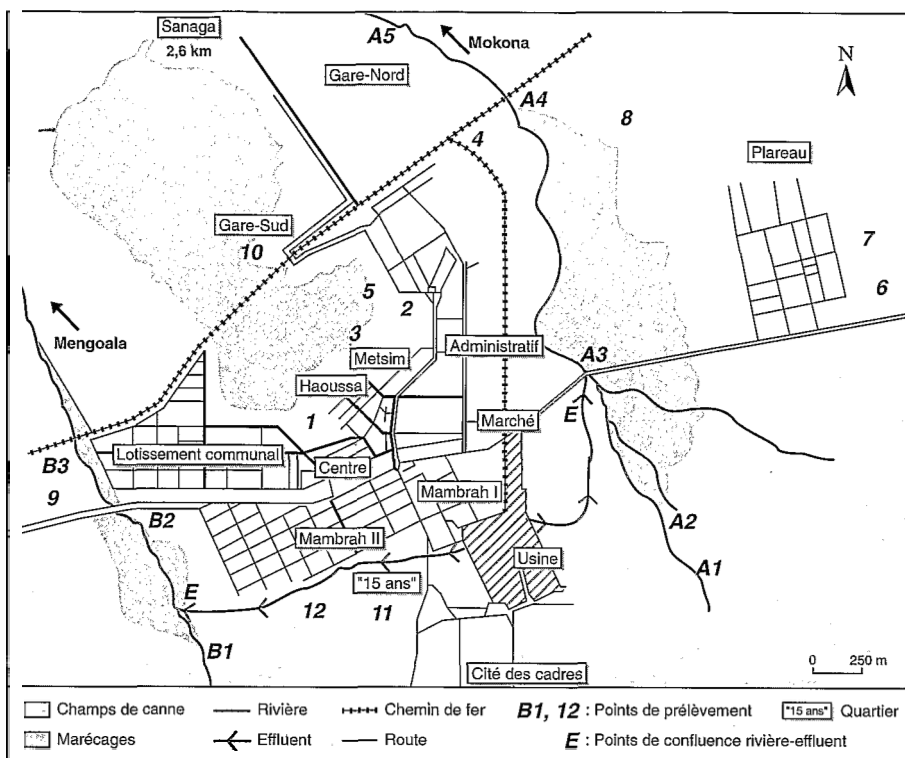 Sanaga
2,6 km
A5
Mokona
Gare-Nord
N
A4
8
4
Plareau
Gare-Sud
10
7
5
2
6
Mengoala
3
Metsim
Administratif
A3
Haoussa
E
1
Marché
Lotissement communal
B3
Centre
Mambrah I
9
B2
A2
Mambrah II
Usine
"15 ans"
A1
E
12
11
B1
Cité des cadres
0 250 m
Champs de canne
Rivière
Chemin de fer
B1, 12 : Points de prélèvement
"15 ans" Quartier
Marécages
Effluent
Route
E : Points de confluence rivière-effluent